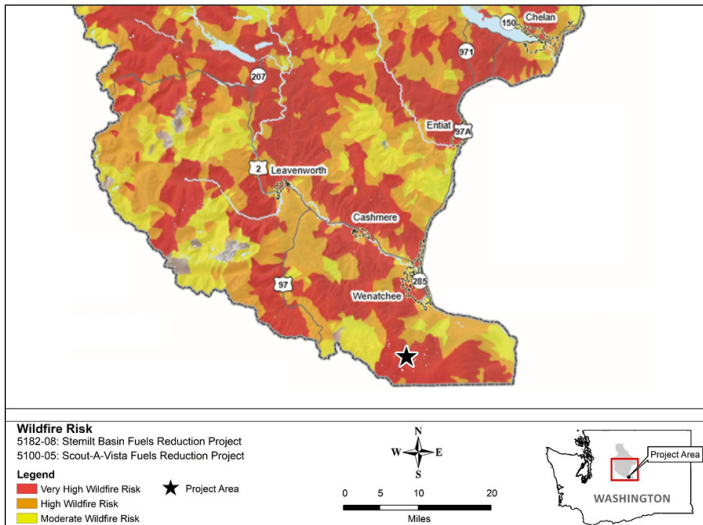 150
Chelan
971
207
Entiat
97A
2
Leavenworth
Cashmere
285
97
Wenatchee
Wildfire Risk
5182-08: Stemilt Basin Fuels Reduction Project
5100-05: Scout-A-Vista Fuels Reduction Project
Legend
Very High Wildfire Risk
Project Area
High Wildfire Risk
Moderate Wildfire Risk
N
W E
S
0 5 10 20
Miles
Project Area
WASHINGTON